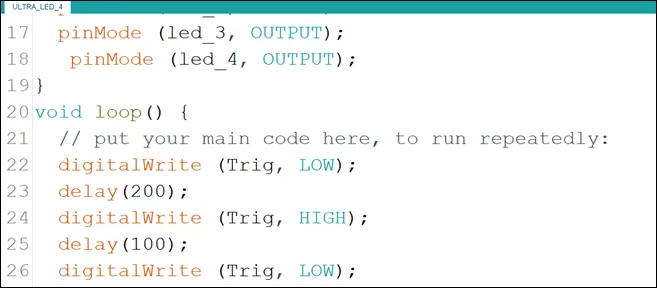 ULTRA_LED_4
17 pinMode (led_3, OUTPUT);
18 pinMode (led_4, OUTPUT);
19 }
20 void loop() {
21 // put your main code here, to run repeatedly:
22 digitalWrite (Trig, LOW);
23 delay(200);
24 digitalWrite (Trig, HIGH);
25 delay(100);
26 digitalWrite (Trig, LOW);